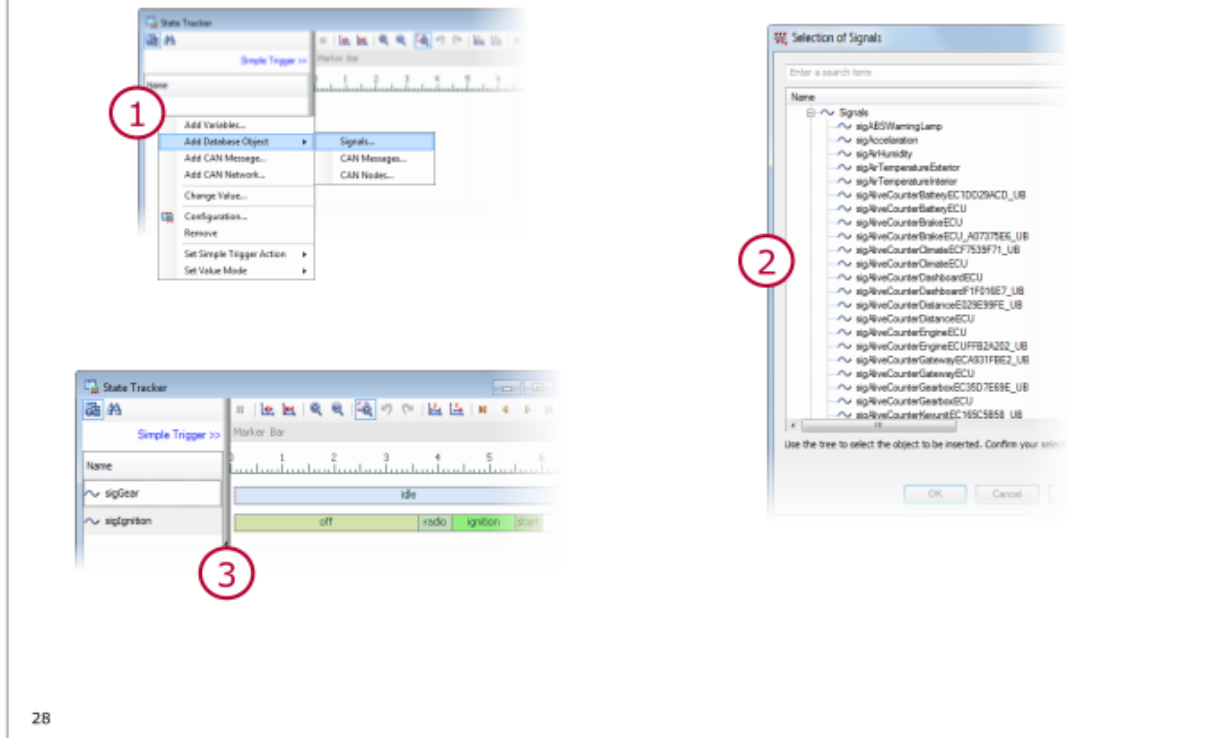 State Tracker
Simple Trigger >>
Marker Bar
Name
1
Add Variables...
Add Database Object
Signals...
Add CAN Message...
CAN Messages...
Add CAN Network...
CAN Nodes...
Change Value...
Configuration...
Remove
Set Simple Trigger Action
Set Value Mode
Selection of Signals
Enter a search term
Name
Signals
sigABSWarningLamp
sigAcceleration
sigAirHumidity
sigAirTemperatureExterior
sigAirTemperatureInterior
sigAliveCounterBatteryEC1DD29ACD_UB
sigAliveCounterBatteryECU
sigAliveCounterBrakeECU
sigAliveCounterBrakeECU_A07375E6_UB
sigAliveCounterClimateECF7539F71_UB
sigAliveCounterClimateECU
2
sigAliveCounterDashboardECU
sigAliveCounterDashboardF1F016E7_UB
sigAliveCounterDistanceE029E99FE_UB
sigAliveCounterDistanceECU
sigAliveCounterEngineECU
sigAliveCounterEngineECUFFB2A202_UB
sigAliveCounterGatewayECA931FBE2_UB
sigAliveCounterGatewayECU
sigAliveCounterGearboxEC35D7E69E_UB
sigAliveCounterGearboxECU
sigAliveCounterKeyunitEC165C5B58_UB
Use the tree to select the object to be inserted. Confirm your selec
OK Cancel
State Tracker
Simple Trigger >>
Marker Bar
Name
0 1 2 3 4 5 6
sigGear
idle
sigIgnition
off radio ignition start
3
28